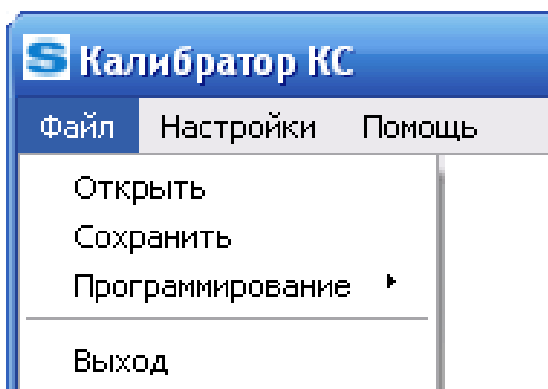 Калибратор КС
Файл Настройки Помощь
Открыть
Сохранить
Программирование
Выход